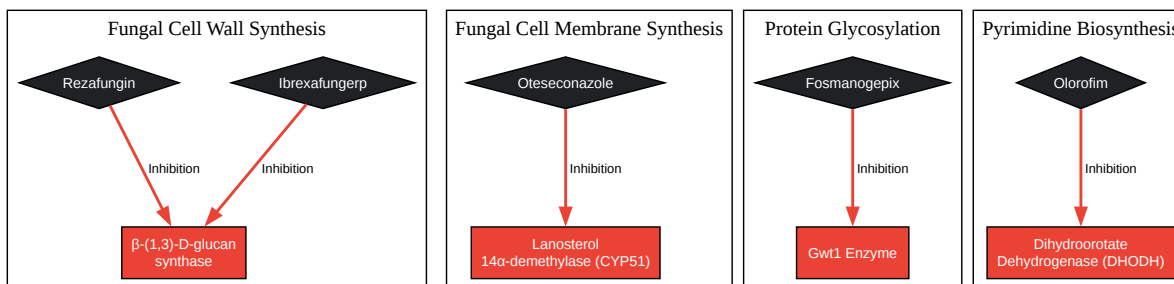 Fungal Cell Wall Synthesis
Rezafungin
Ibrexafungerp
Inhibition
Inhibition
β-(1,3)-D-glucan
synthase
Fungal Cell Membrane Synthesis
Oteseconazole
Inhibition
Lanosterol
14α-demethylase (CYP51)
Protein Glycosylation
Fosmanogepix
Inhibition
Gwt1 Enzyme
Pyrimidine Biosynthesis
Olorofim
Inhibition
Dihydroorotate
Dehydrogenase (DHODH)